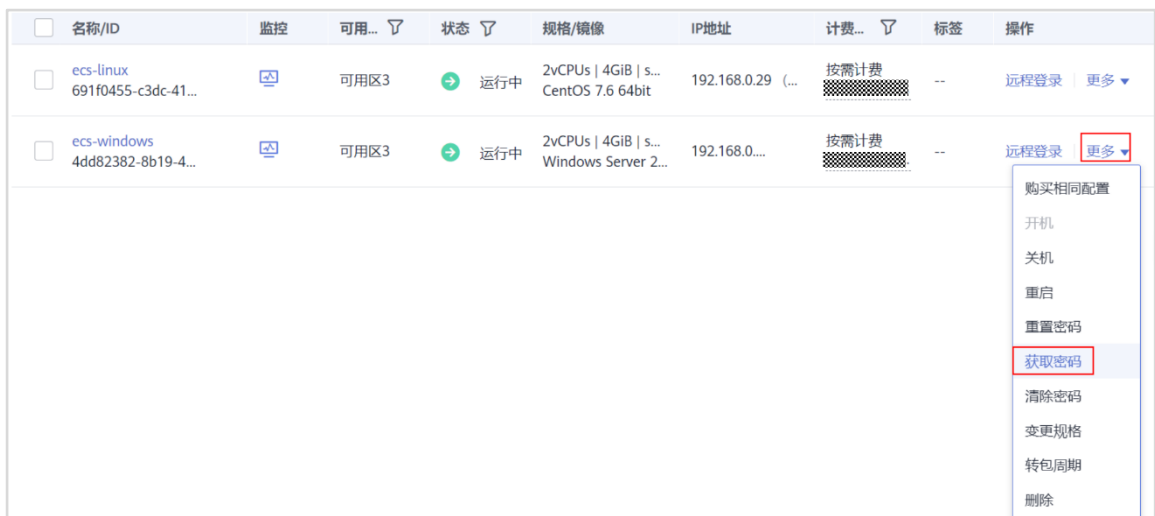 名称/ID 监控 可用... 状态 规格/镜像 IP地址 计费... 标签 操作
ecs-linux
691f0455-c3dc-41...
可用区3
运行中
2vCPUs | 4GiB | s...
CentOS 7.6 64bit
192.168.0.29 (...
按需计费
--
远程登录 更多
ecs-windows
4dd82382-8b19-4...
可用区3
运行中
2vCPUs | 4GiB | s...
Windows Server 2...
192.168.0....
按需计费
--
远程登录 更多
购买相同配置
开机
关机
重启
重置密码
获取密码
清除密码
变更规格
转包周期
删除